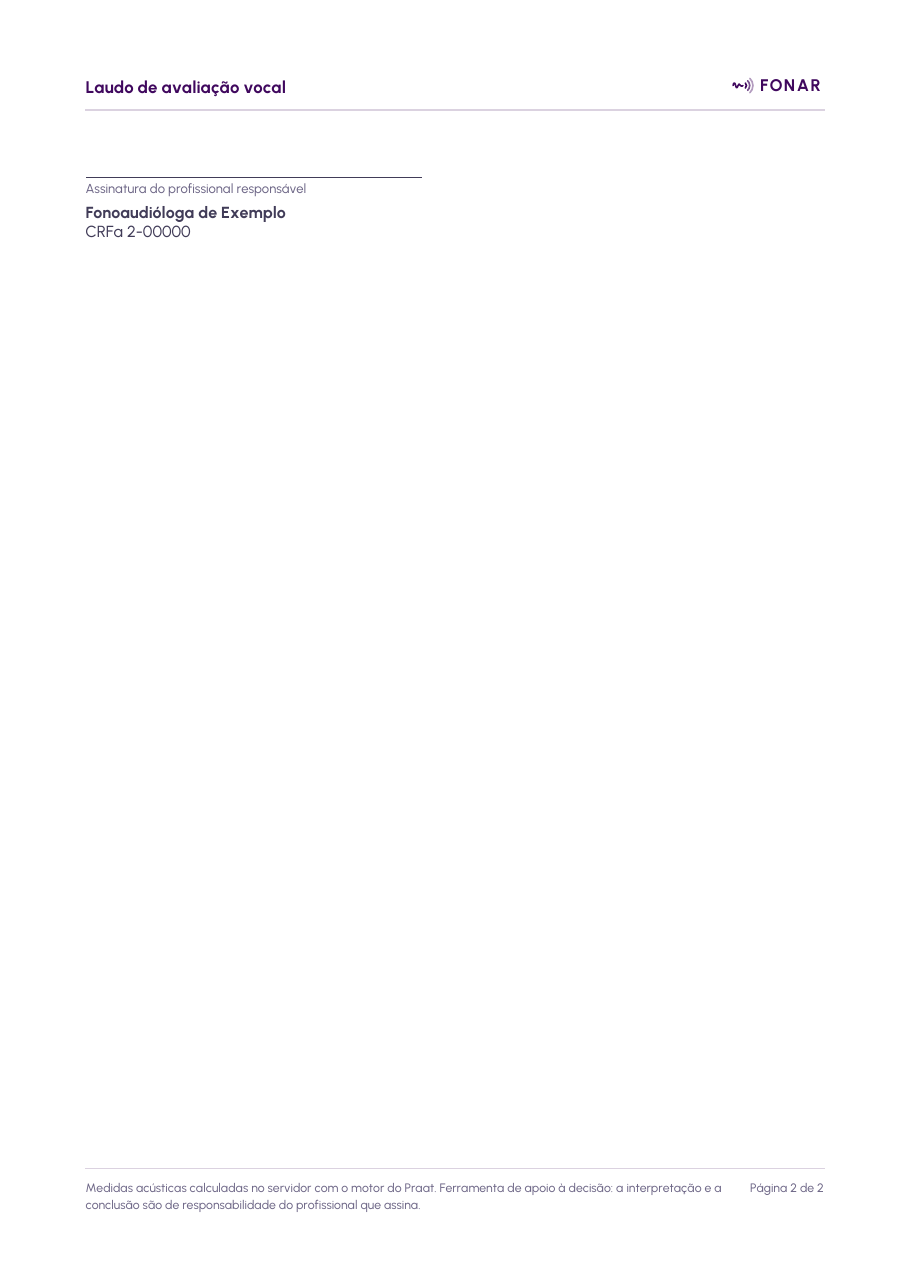 Laudo de avaliação vocal
FONAR
Assinatura do profissional responsável
Fonoaudióloga de Exemplo
CRFa 2-00000
Medidas acústicas calculadas no servidor com o motor do Praat. Ferramenta de apoio à decisão: a interpretação e a
conclusão são de responsabilidade do profissional que assina.
Página 2 de 2